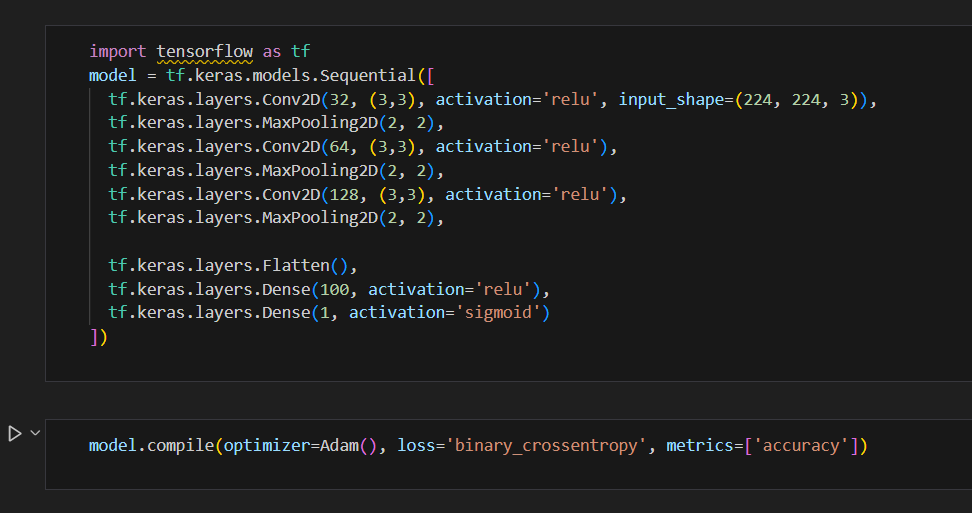 import tensorflow as tf
model = tf.keras.models.Sequential([
  tf.keras.layers.Conv2D(32, (3,3), activation='relu', input_shape=(224, 224, 3)),
  tf.keras.layers.MaxPooling2D(2, 2),
  tf.keras.layers.Conv2D(64, (3,3), activation='relu'),
  tf.keras.layers.MaxPooling2D(2, 2),
  tf.keras.layers.Conv2D(128, (3,3), activation='relu'),
  tf.keras.layers.MaxPooling2D(2, 2),
  tf.keras.layers.Flatten(),
  tf.keras.layers.Dense(100, activation='relu'),
  tf.keras.layers.Dense(1, activation='sigmoid')
])
model.compile(optimizer=Adam(), loss='binary_crossentropy', metrics=['accuracy'])